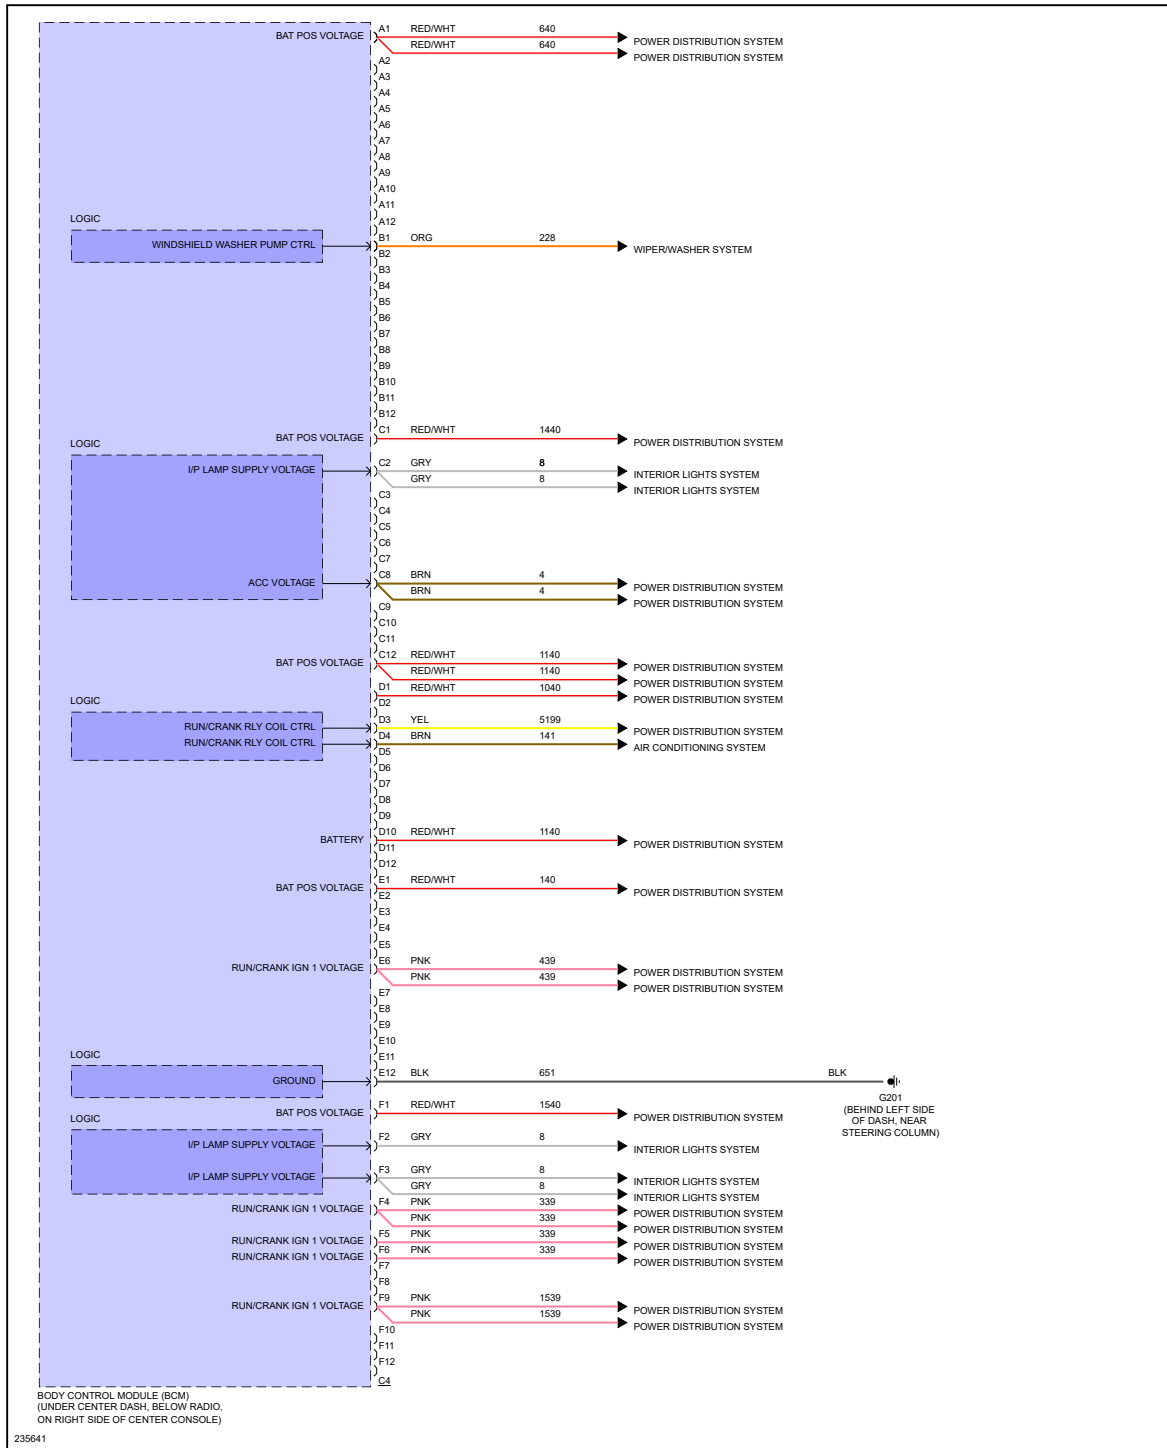 BAT POS VOLTAGE A1 RED/WHT 640 POWER DISTRIBUTION SYSTEM
RED/WHT 640 POWER DISTRIBUTION SYSTEM
A2
A3
A4
A5
A6
A7
A8
A9
A10
A11
A12
LOGIC
WINDSHIELD WASHER PUMP CTRL B1 ORG 228 WIPER/WASHER SYSTEM
B2
B3
B4
B5
B6
B7
B8
B9
B10
B11
B12
BAT POS VOLTAGE C1 RED/WHT 1440 POWER DISTRIBUTION SYSTEM
LOGIC
I/P LAMP SUPPLY VOLTAGE C2 GRY 8 INTERIOR LIGHTS SYSTEM
GRY 8 INTERIOR LIGHTS SYSTEM
C3
C4
C5
C6
C7
ACC VOLTAGE C8 BRN 4 POWER DISTRIBUTION SYSTEM
BRN 4 POWER DISTRIBUTION SYSTEM
C9
C10
C11
BAT POS VOLTAGE C12 RED/WHT 1140 POWER DISTRIBUTION SYSTEM
RED/WHT 1140 POWER DISTRIBUTION SYSTEM
D1 RED/WHT 1040 POWER DISTRIBUTION SYSTEM
LOGIC
D2
RUN/CRANK RLY COIL CTRL D3 YEL 5199 POWER DISTRIBUTION SYSTEM
RUN/CRANK RLY COIL CTRL D4 BRN 141 AIR CONDITIONING SYSTEM
D5
D6
D7
D8
D9
BATTERY D10 RED/WHT 1140 POWER DISTRIBUTION SYSTEM
D11
D12
BAT POS VOLTAGE E1 RED/WHT 140 POWER DISTRIBUTION SYSTEM
E2
E3
E4
E5
RUN/CRANK IGN 1 VOLTAGE E6 PNK 439 POWER DISTRIBUTION SYSTEM
PNK 439 POWER DISTRIBUTION SYSTEM
E7
E8
E9
E10
E11
LOGIC
GROUND E12 BLK 651 BLK
G201
(BEHIND LEFT SIDE
OF DASH, NEAR
STEERING COLUMN)
BAT POS VOLTAGE F1 RED/WHT 1540 POWER DISTRIBUTION SYSTEM
LOGIC
I/P LAMP SUPPLY VOLTAGE F2 GRY 8 INTERIOR LIGHTS SYSTEM
I/P LAMP SUPPLY VOLTAGE F3 GRY 8 INTERIOR LIGHTS SYSTEM
GRY 8 INTERIOR LIGHTS SYSTEM
RUN/CRANK IGN 1 VOLTAGE F4 PNK 339 POWER DISTRIBUTION SYSTEM
PNK 339 POWER DISTRIBUTION SYSTEM
RUN/CRANK IGN 1 VOLTAGE F5 PNK 339 POWER DISTRIBUTION SYSTEM
RUN/CRANK IGN 1 VOLTAGE F6 PNK 339 POWER DISTRIBUTION SYSTEM
F7
F8
RUN/CRANK IGN 1 VOLTAGE F9 PNK 1539 POWER DISTRIBUTION SYSTEM
PNK 1539 POWER DISTRIBUTION SYSTEM
F10
F11
F12
C4
BODY CONTROL MODULE (BCM)
(UNDER CENTER DASH, BELOW RADIO,
ON RIGHT SIDE OF CENTER CONSOLE)
235641